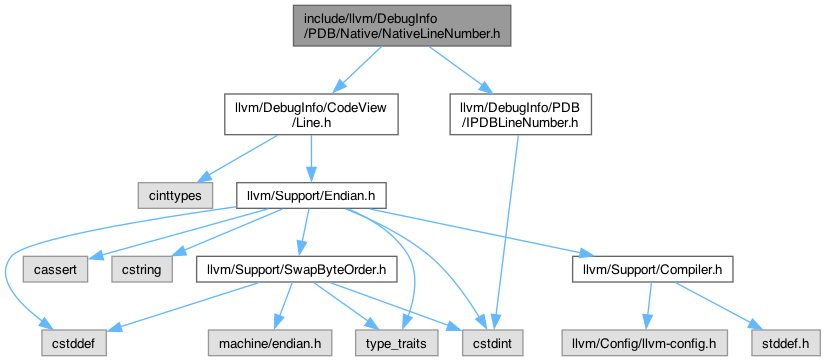 include/llvm/DebugInfo
/PDB/Native/NativeLineNumber.h
llvm/DebugInfo/CodeView
/Line.h
llvm/DebugInfo/PDB
/IPDBLineNumber.h
cinttypes
llvm/Support/Endian.h
cassert
cstring
llvm/Support/SwapByteOrder.h
llvm/Support/Compiler.h
cstddef
machine/endian.h
type_traits
cstdint
llvm/Config/llvm-config.h
stddef.h